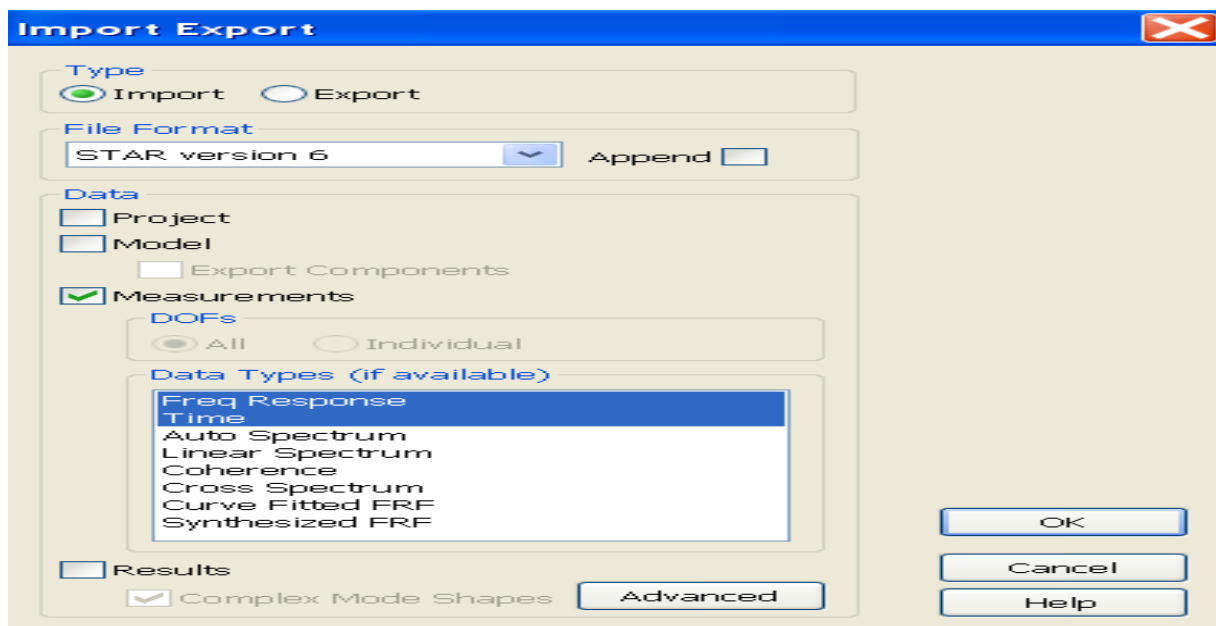 Import Export
Type
Import Export
File Format
STAR version 6 Append
Data
Project
Model
Export Components
Measurements
DOFs
All Individual
Data Types (if available)
Freq Response
Time
Auto Spectrum
Linear Spectrum
Coherence
Cross Spectrum
Curve Fitted FRF
Synthesized FRF
Results
Complex Mode Shapes Advanced
OK
Cancel
Help